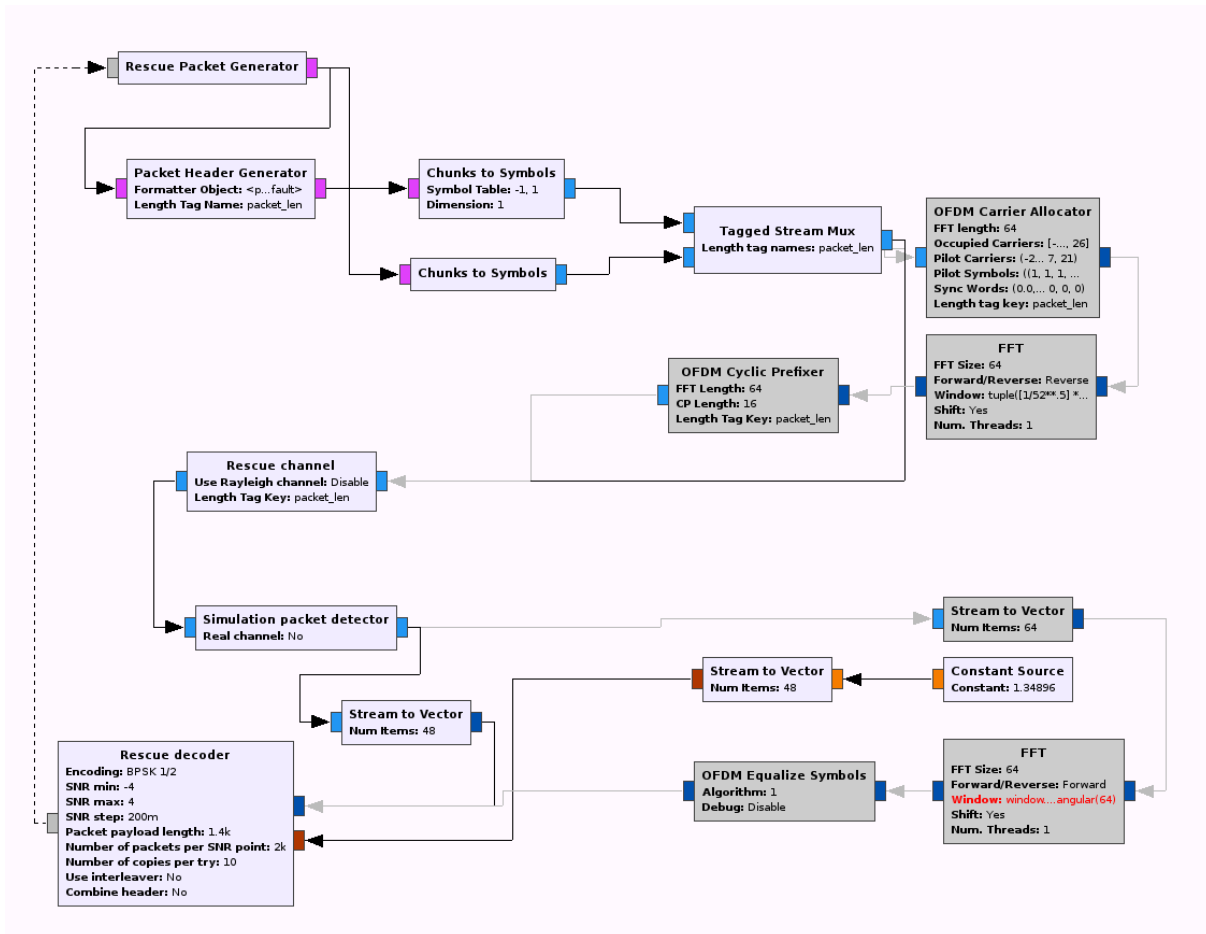 Rescue Packet Generator
Packet Header Generator
Formatter Object: <p...fault>
Length Tag Name: packet_len
Chunks to Symbols
Symbol Table: -1, 1
Dimension: 1
Chunks to Symbols
Tagged Stream Mux
Length tag names: packet_len
OFDM Carrier Allocator
FFT length: 64
Occupied Carriers: [-..., 26]
Pilot Carriers: (-2... 7, 21)
Pilot Symbols: ((1, 1, 1, ...
Sync Words: (0.0,... 0, 0, 0)
Length tag key: packet_len
FFT
FFT Size: 64
Forward/Reverse: Reverse
Window: tuple([1/52**.5] *...
Shift: Yes
Num. Threads: 1
OFDM Cyclic Prefixer
FFT Length: 64
CP Length: 16
Length Tag Key: packet_len
Rescue channel
Use Rayleigh channel: Disable
Length Tag Key: packet_len
Simulation packet detector
Real channel: No
Stream to Vector
Num Items: 64
Stream to Vector
Num Items: 48
Constant Source
Constant: 1.34896
Stream to Vector
Num Items: 48
Rescue decoder
Encoding: BPSK 1/2
SNR min: -4
SNR max: 4
SNR step: 200m
Packet payload length: 1.4k
Number of packets per SNR point: 2k
Number of copies per try: 10
Use interleaver: No
Combine header: No
OFDM Equalize Symbols
Algorithm: 1
Debug: Disable
FFT
FFT Size: 64
Forward/Reverse: Forward
Window: window....angular(64)
Shift: Yes
Num. Threads: 1